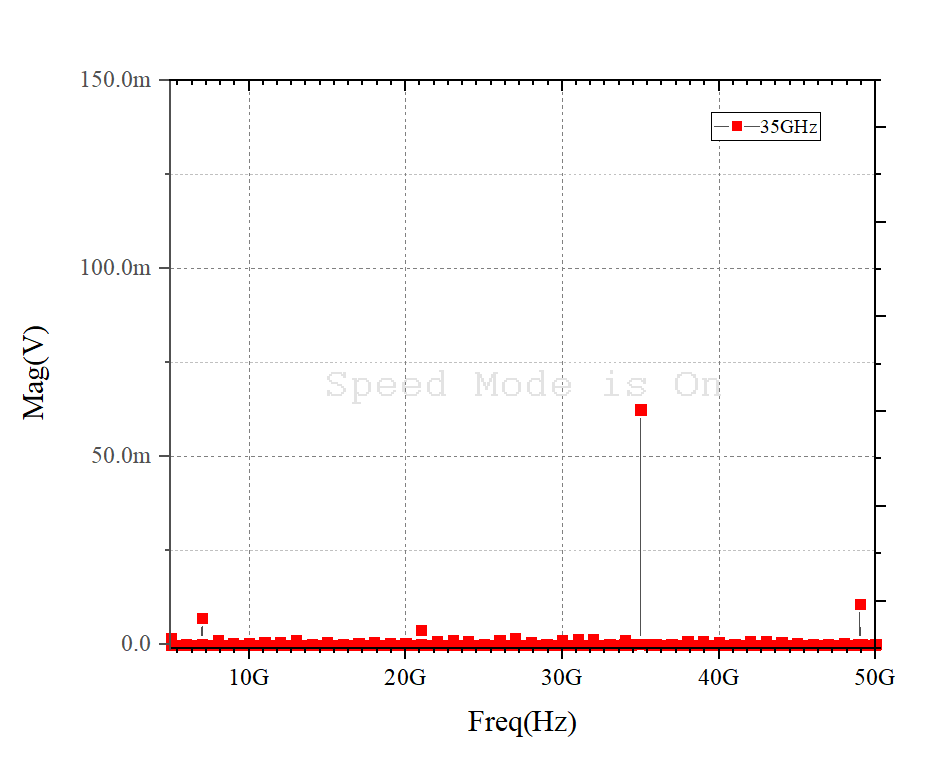 150.0m
35GHz
100.0m
Speed Mode is On
Mag(V)
50.0m
0.0
10G 20G 30G 40G 50G
Freq(Hz)